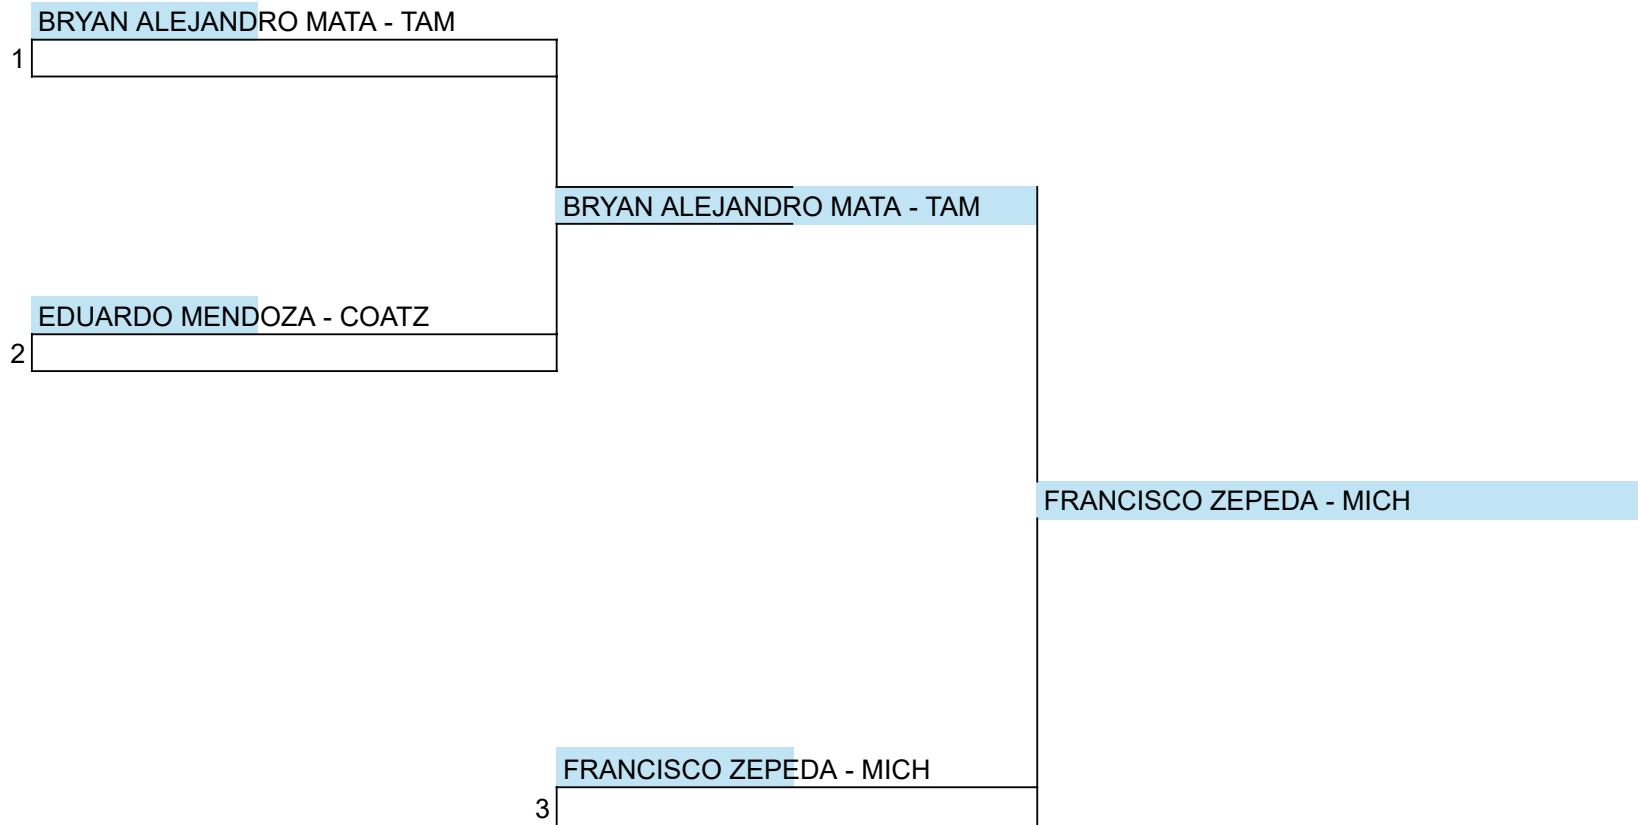 BRYAN ALEJANDRO MATA - TAM
1
BRYAN ALEJANDRO MATA - TAM
EDUARDO MENDOZA - COATZ
2
FRANCISCO ZEPEDA - MICH
FRANCISCO ZEPEDA - MICH
3